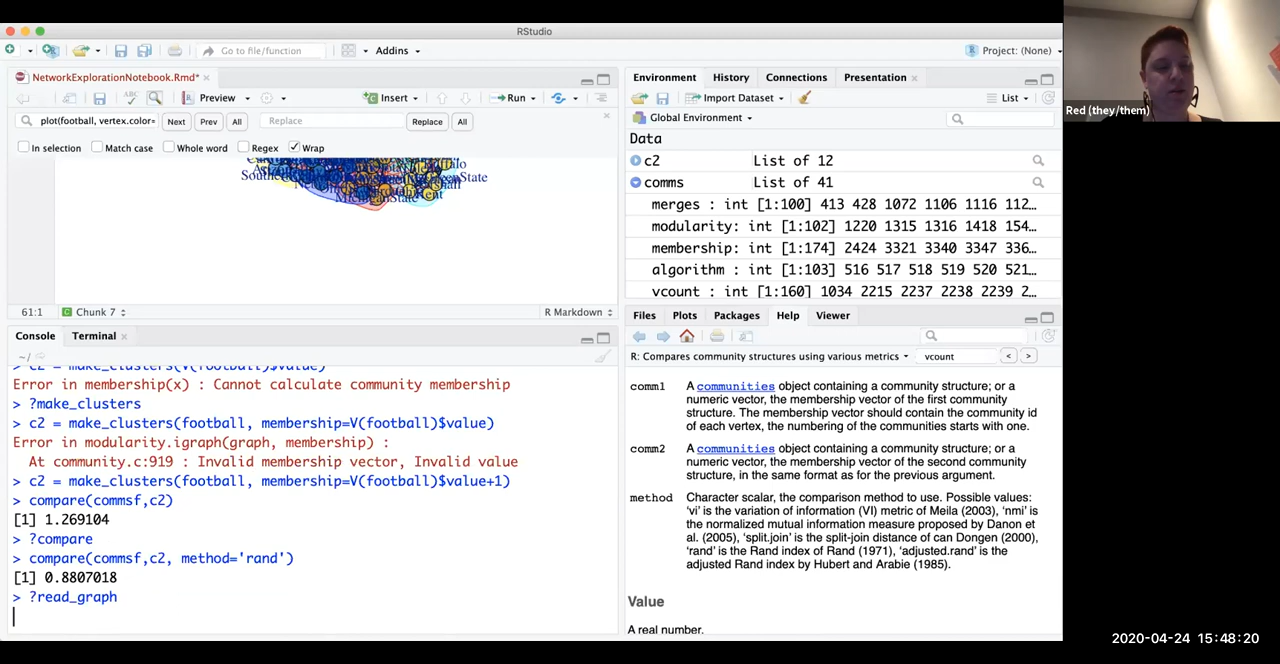 RStudio
Go to file/function
Addins
Project: (None)
NetworkExplorationNotebook.Rmd*
Preview
Insert
Run
plot(football, vertex.color=
Next
Prev
All
Replace
Replace
All
In selection
Match case
Whole word
Regex
Wrap
MichiganState
Kent
61:1
Chunk 7
R Markdown
Console
Terminal
~/
> c2 = make_clusters(V(football)$value)
Error in membership(x) : Cannot calculate community membership
> ?make_clusters
> c2 = make_clusters(football, membership=V(football)$value)
Error in modularity.igraph(graph, membership) :
At community.c:919 : Invalid membership vector, Invalid value
> c2 = make_clusters(football, membership=V(football)$value+1)
> compare(commsf,c2)
[1] 1.269104
> ?compare
> compare(commsf,c2, method='rand')
[1] 0.8807018
> ?read_graph
Environment
History
Connections
Presentation
Import Dataset
List
Global Environment
Data
c2 List of 12
comms List of 41
merges : int [1:100] 413 428 1072 1106 1116 112…
modularity: int [1:102] 1220 1315 1316 1418 154…
membership: int [1:174] 2424 3321 3340 3347 336…
algorithm : int [1:103] 516 517 518 519 520 521…
vcount : int [1:160] 1034 2215 2237 2238 2239 2…
Files
Plots
Packages
Help
Viewer
R: Compares community structures using various metrics
vcount
<
>
comm1 A communities object containing a community structure; or a
numeric vector, the membership vector of the first community
structure. The membership vector should contain the community id
of each vertex, the numbering of the communities starts with one.
comm2 A communities object containing a community structure; or a
numeric vector, the membership vector of the second community
structure, in the same format as for the previous argument.
method Character scalar, the comparison method to use. Possible values:
‘vi’ is the variation of information (VI) metric of Meila (2003), ‘nmi’ is
the normalized mutual information measure proposed by Danon et
al. (2005), ‘split.join’ is the split-join distance of can Dongen (2000),
‘rand’ is the Rand index of Rand (1971), ‘adjusted.rand’ is the
adjusted Rand index by Hubert and Arabie (1985).
Value
A real number.
Red (they/them)
2020-04-24 15:48:20